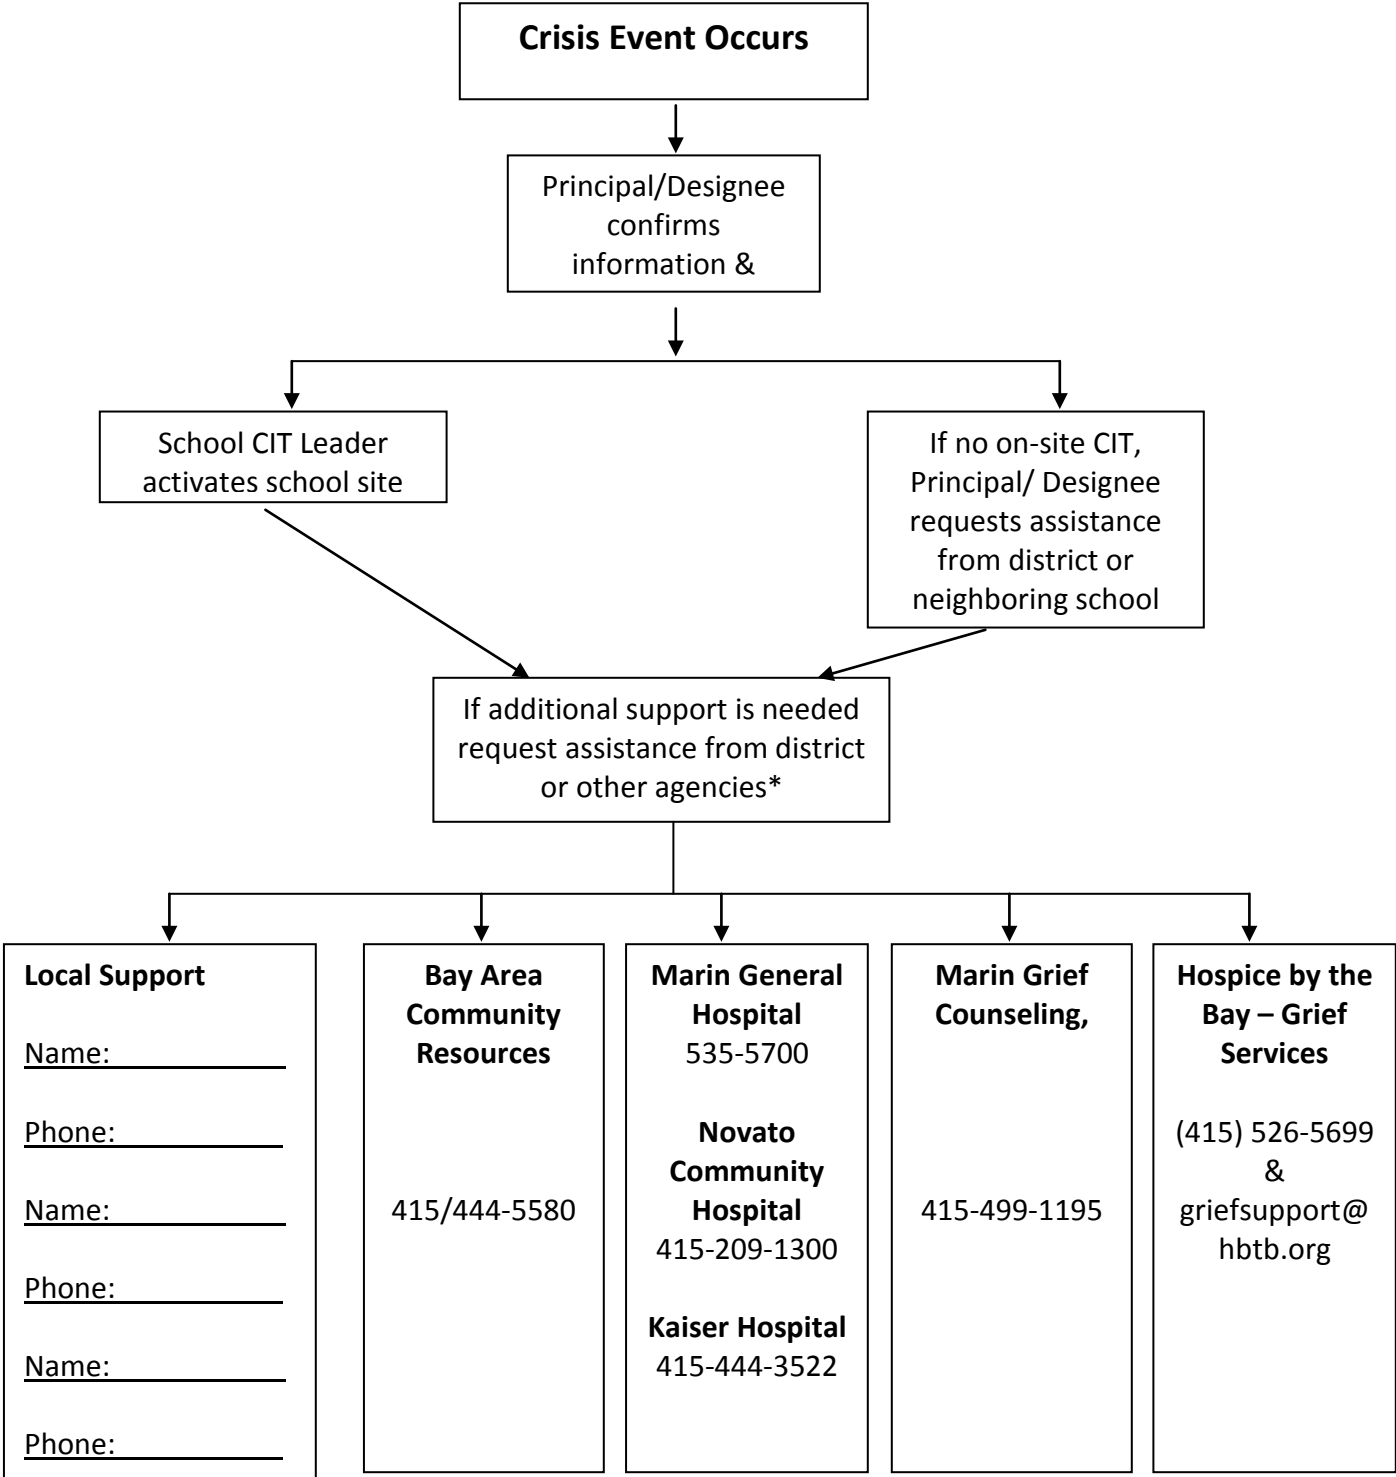 Crisis Event Occurs
Principal/Designee
confirms
information &
School CIT Leader
activates school site
If no on-site CIT,
Principal/ Designee
requests assistance
from district or
neighboring school
If additional support is needed
request assistance from district
or other agencies*
Local Support
Name:
Phone:
Name:
Phone:
Name:
Phone:
Bay Area
Community
Resources
415/444-5580
Marin General
Hospital
535-5700
Novato
Community
Hospital
415-209-1300
Kaiser Hospital
415-444-3522
Marin Grief
Counseling,
415-499-1195
Hospice by the
Bay – Grief
Services
(415) 526-5699
&
griefsupport@
hbtb.org